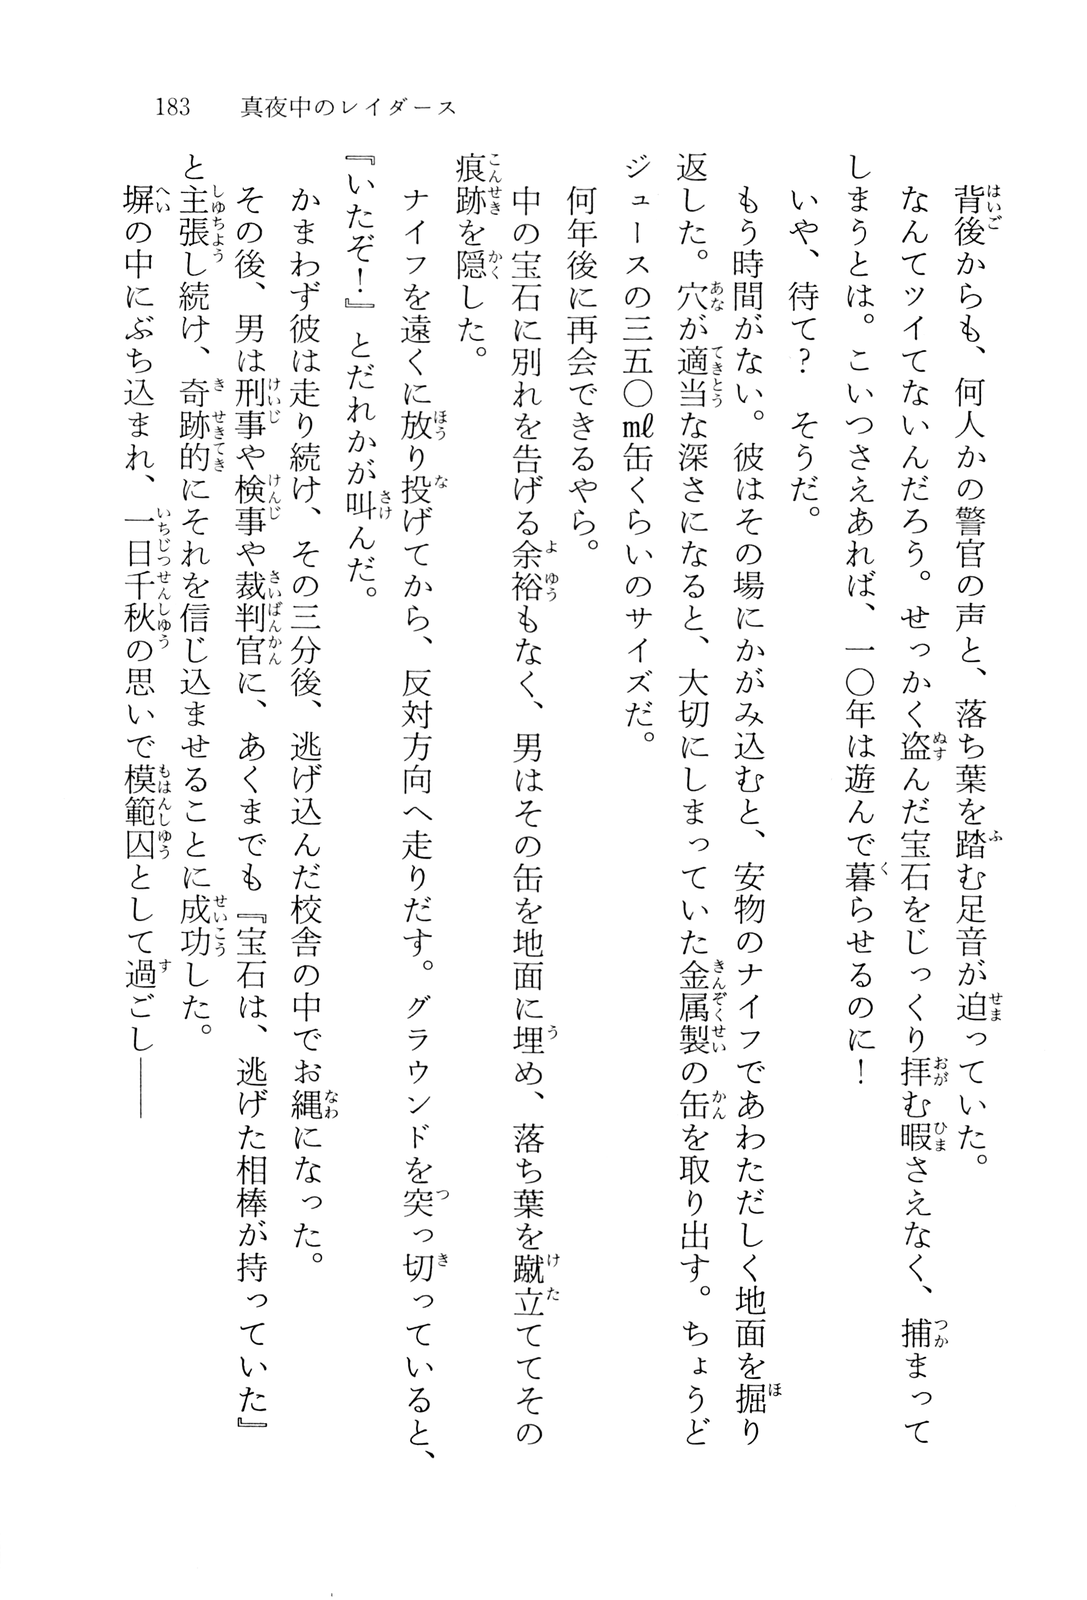 183　真夜中のレイダース
背後からも、何人かの警官の声と、落ち葉を踏む足音が迫っていた。
なんてツイてないんだろう。せっかく盗んだ宝石をじっくり拝む暇さえなく、捕まって
しまうとは。こいつさえあれば、一〇年は遊んで暮らせるのに！
いや、待て？　そうだ。
もう時間がない。彼はその場にかがみ込むと、安物のナイフであわただしく地面を掘り
返した。穴が適当な深さになると、大切にしまっていた金属製の缶を取り出す。ちょうど
ジュースの三五〇㎖缶くらいのサイズだ。
何年後に再会できるやら。
中の宝石に別れを告げる余裕もなく、男はその缶を地面に埋め、落ち葉を蹴立ててその
痕跡を隠した。
ナイフを遠くに放り投げてから、反対方向へ走りだす。グラウンドを突っ切っていると、
『いたぞ！』とだれかが叫んだ。
かまわず彼は走り続け、その三分後、逃げ込んだ校舎の中でお縄になった。
その後、男は刑事や検事や裁判官に、あくまでも『宝石は、逃げた相棒が持っていた』
と主張し続け、奇跡的にそれを信じ込ませることに成功した。
塀の中にぶち込まれ、一日千秋の思いで模範囚として過ごし――